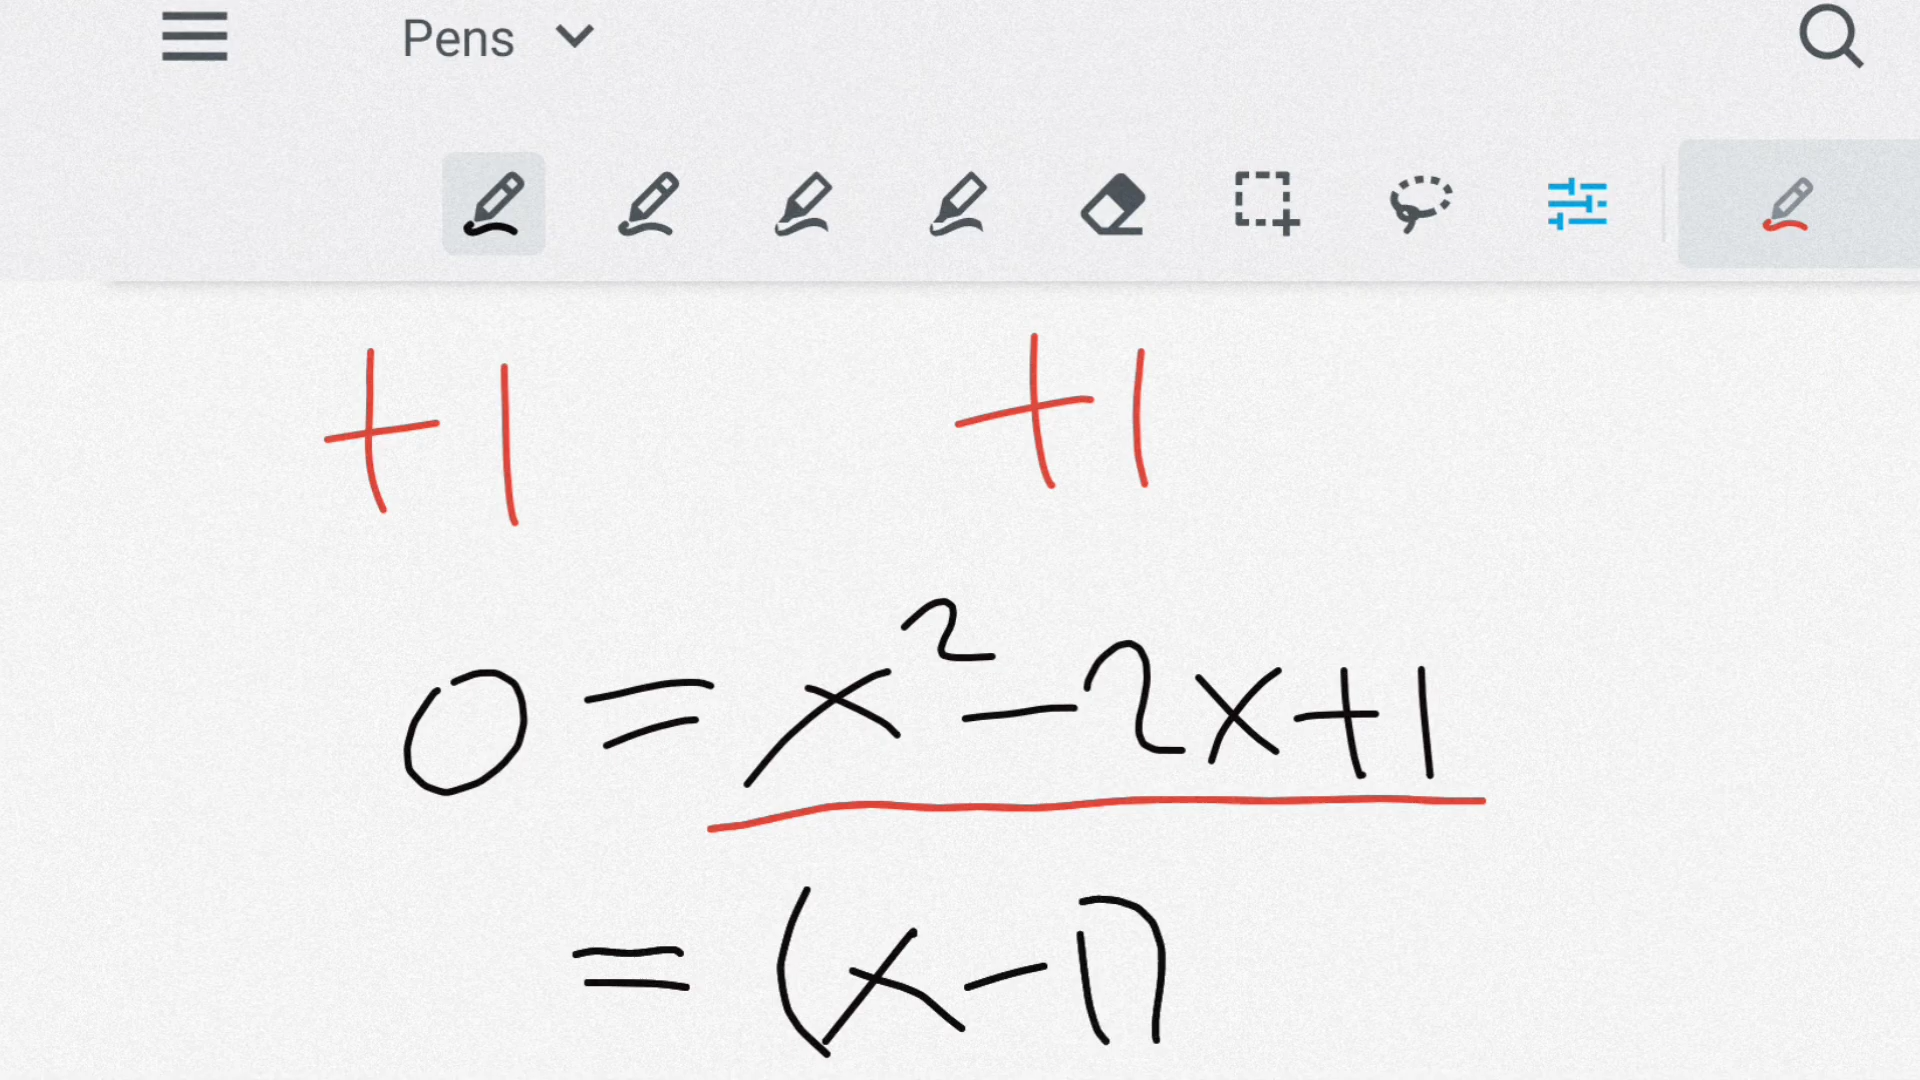 Pens
+1 +1
0 = x² - 2x + 1
= (x - 1)